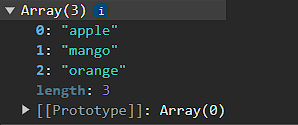 ▼ Array(3) i
0: "apple"
1: "mango"
2: "orange"
length: 3
▶ [[Prototype]]: Array(0)